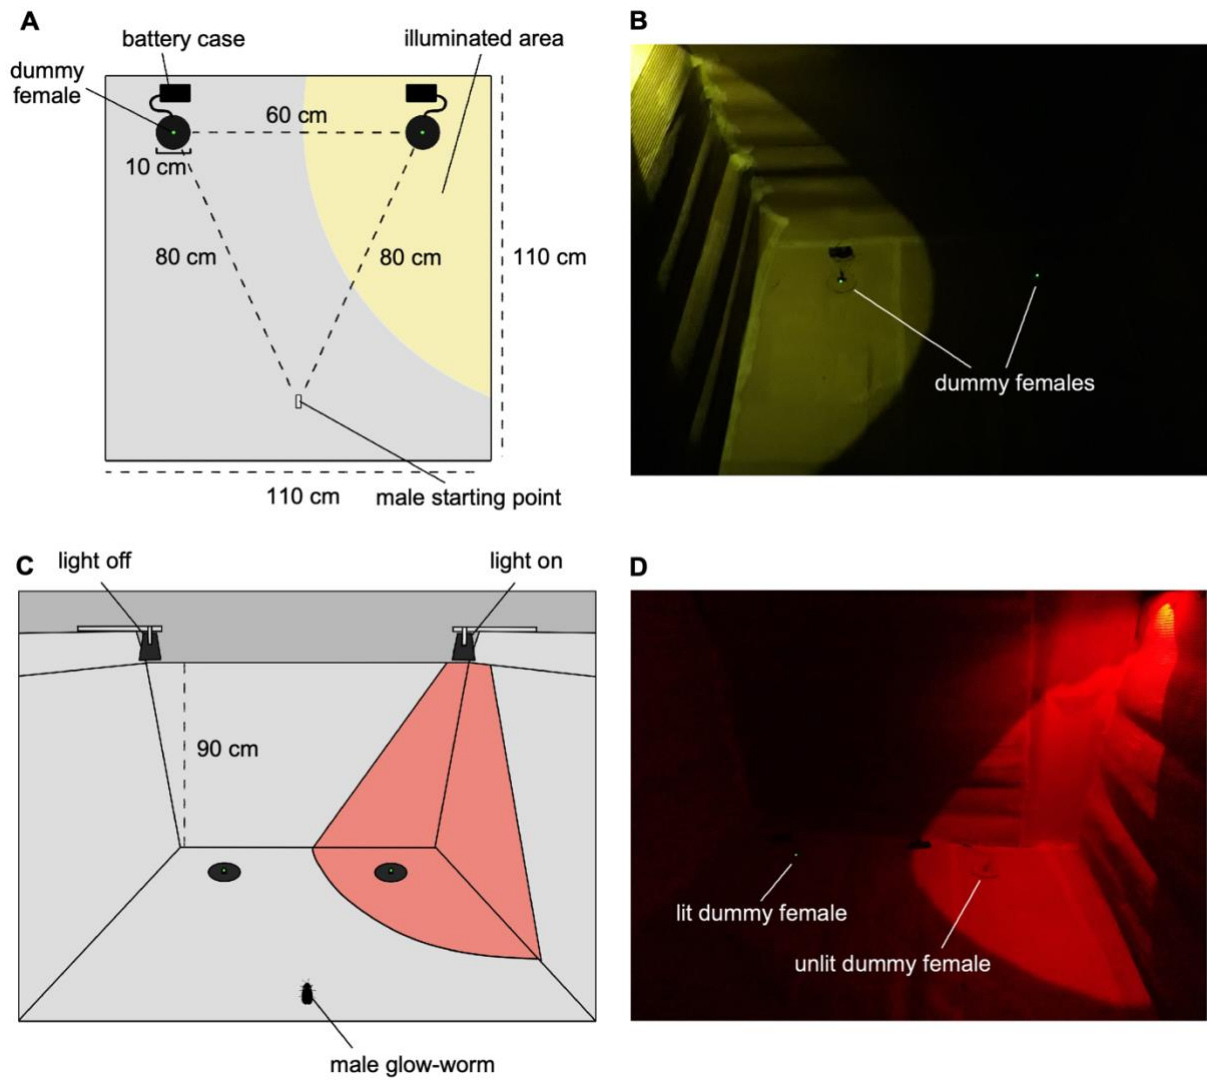 A
battery case
illuminated area
dummy
female
60 cm
10 cm
80 cm
80 cm
110 cm
110 cm
male starting point
B
dummy females
C
light off
light on
90 cm
male glow-worm
D
lit dummy female
unlit dummy female